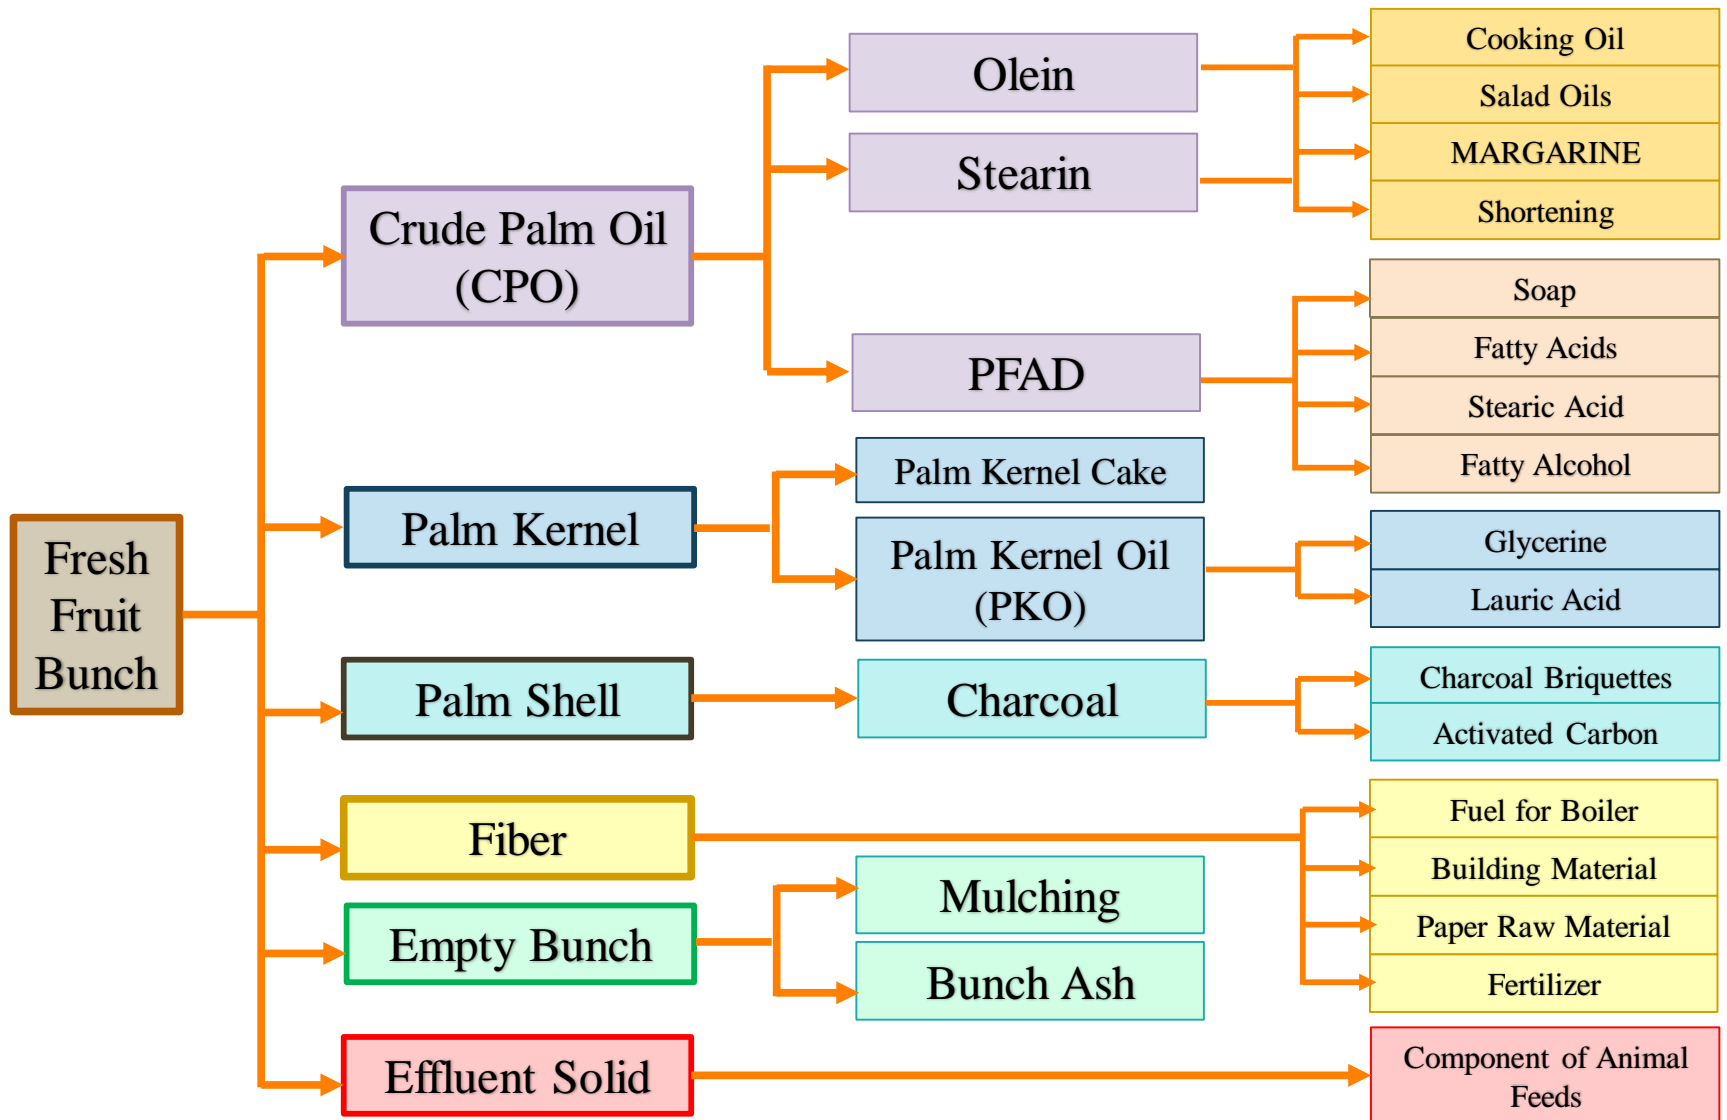 Fresh
Fruit
Bunch
Crude Palm Oil
(CPO)
Palm Kernel
Palm Shell
Fiber
Empty Bunch
Effluent Solid
Olein
Stearin
PFAD
Palm Kernel Cake
Palm Kernel Oil
(PKO)
Charcoal
Mulching
Bunch Ash
Cooking Oil
Salad Oils
MARGARINE
Shortening
Soap
Fatty Acids
Stearic Acid
Fatty Alcohol
Glycerine
Lauric Acid
Charcoal Briquettes
Activated Carbon
Fuel for Boiler
Building Material
Paper Raw Material
Fertilizer
Component of Animal
Feeds